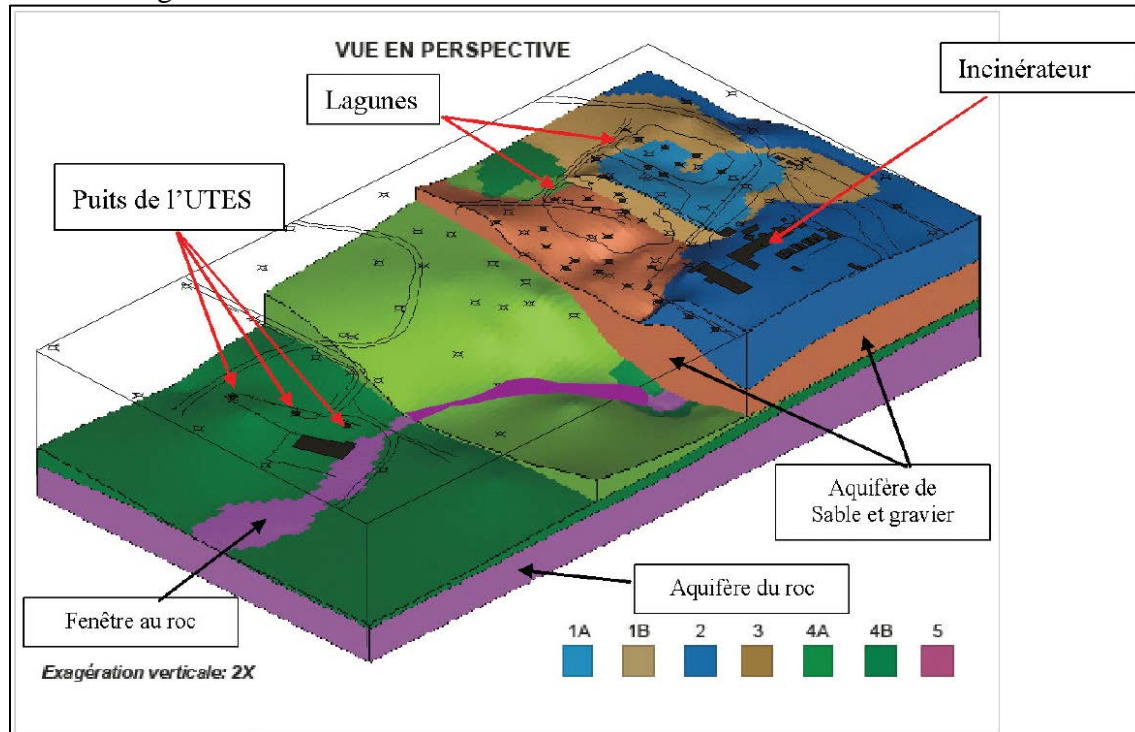 VUE EN PERSPECTIVE
Incinérateur
Lagunes
Puits de l'UTES
Aquifère de
Sable et gravier
Aquifère du roc
Fenêtre au roc
1A 1B 2 3 4A 4B 5
Exagération verticale: 2X